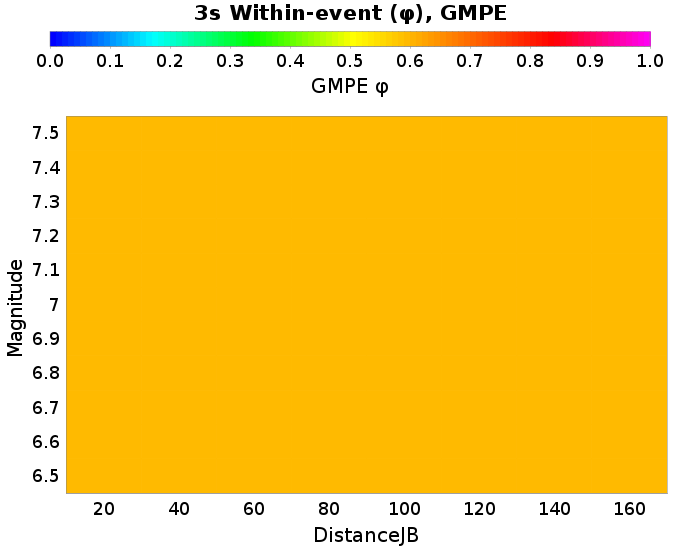 3s Within-event (φ), GMPE
0.0 0.1 0.2 0.3 0.4 0.5 0.6 0.7 0.8 0.9 1.0
GMPE φ
7.5
7.4
7.3
7.2
7.1
7
6.9
6.8
6.7
6.6
6.5
Magnitude
20 40 60 80 100 120 140 160
DistanceJB